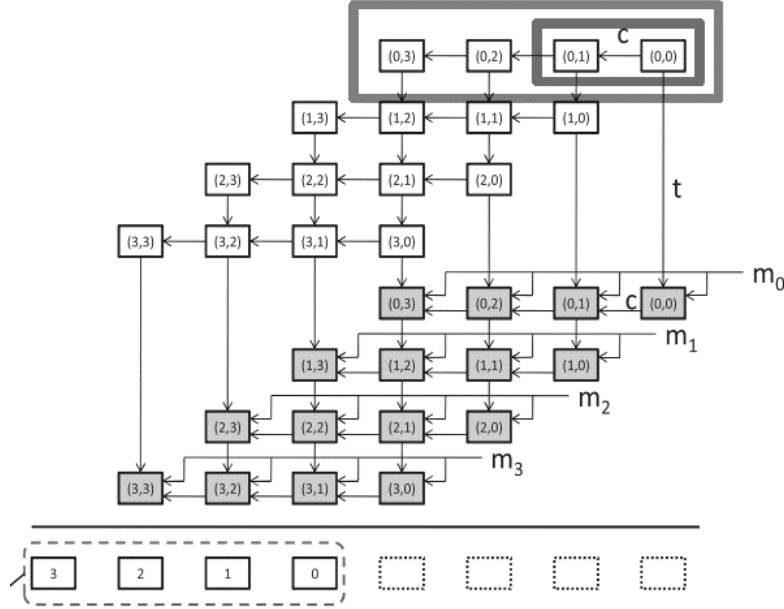 c
(0,3) (0,2) (0,1) (0,0)
(1,3) (1,2) (1,1) (1,0)
(2,3) (2,2) (2,1) (2,0)
t
(3,3) (3,2) (3,1) (3,0)
m0
(0,3) (0,2) (0,1) c (0,0)
m1
(1,3) (1,2) (1,1) (1,0)
m2
(2,3) (2,2) (2,1) (2,0)
m3
(3,3) (3,2) (3,1) (3,0)
3 2 1 0